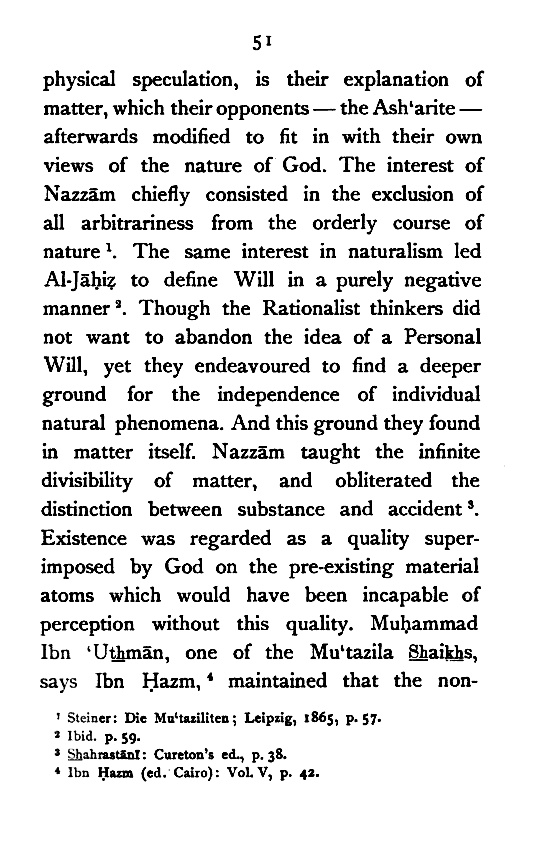 51
physical speculation, is their explanation of
matter, which their opponents — the Ash‘arite —
afterwards modified to fit in with their own
views of the nature of God. The interest of
Nazzām chiefly consisted in the exclusion of
all arbitrariness from the orderly course of
nature ¹. The same interest in naturalism led
Al-Jāḥiẓ to define Will in a purely negative
manner ². Though the Rationalist thinkers did
not want to abandon the idea of a Personal
Will, yet they endeavoured to find a deeper
ground for the independence of individual
natural phenomena. And this ground they found
in matter itself. Nazzām taught the infinite
divisibility of matter, and obliterated the
distinction between substance and accident ³.
Existence was regarded as a quality super-
imposed by God on the pre-existing material
atoms which would have been incapable of
perception without this quality. Muḥammad
Ibn ‘Uthmān, one of the Mu‘tazila Shaikhs,
says Ibn Ḥazm, ⁴ maintained that the non-
¹ Steiner: Die Mu‘taziliten; Leipzig, 1865, p. 57.
² Ibid. p. 59.
³ Shahrastānī: Cureton's ed., p. 38.
⁴ Ibn Ḥazm (ed. Cairo): Vol. V, p. 42.